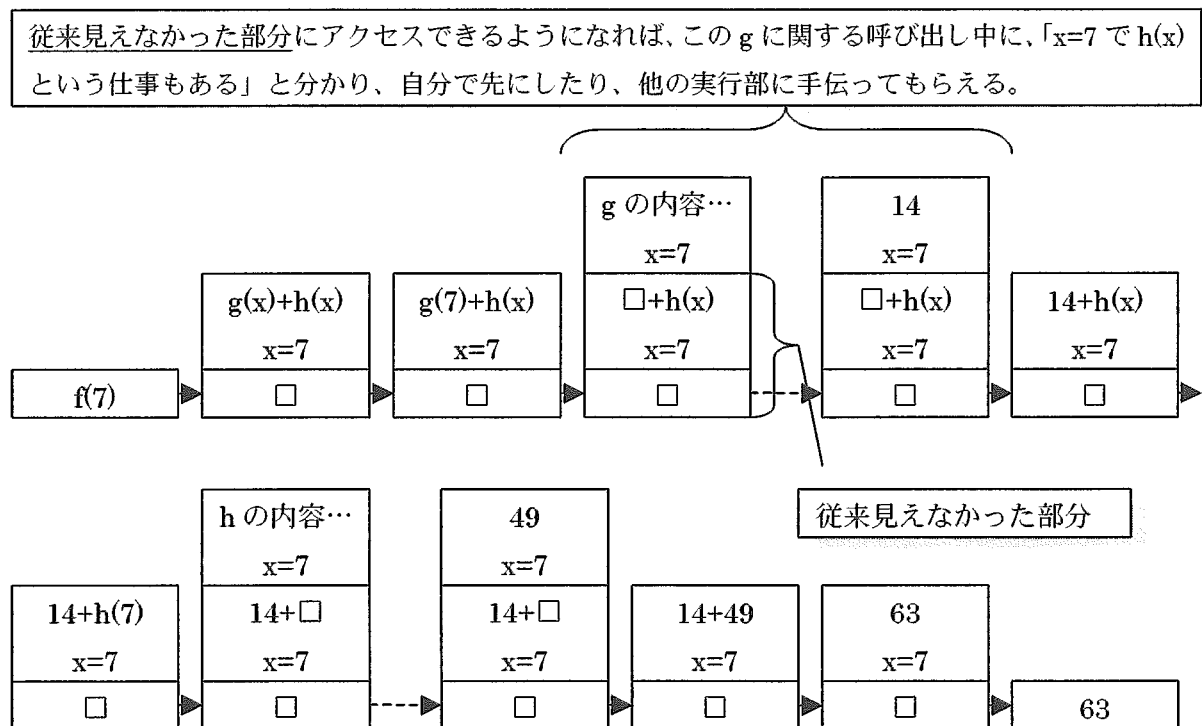 従来見えなかった部分にアクセスできるようになれば、この g に関する呼び出し中に、「x=7 で h(x)
という仕事もある」と分かり、自分で先にしたり、他の実行部に手伝ってもらえる。
f(7)
g(x)+h(x)
x=7
□
g(7)+h(x)
x=7
□
g の内容…
x=7
□+h(x)
x=7
□
14
x=7
□+h(x)
x=7
□
14+h(x)
x=7
□
従来見えなかった部分
14+h(7)
x=7
□
h の内容…
x=7
14+□
x=7
□
49
x=7
14+□
x=7
□
14+49
x=7
□
63
x=7
□
63